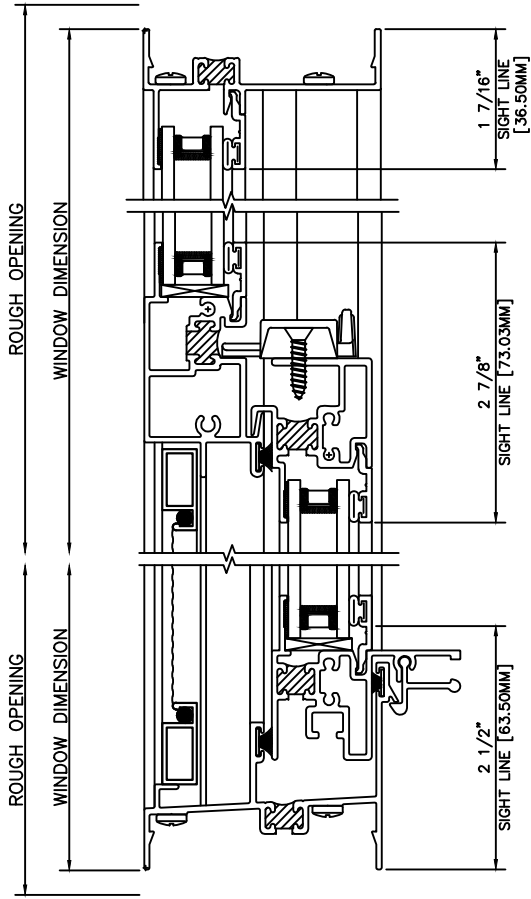 ROUGH OPENING
WINDOW DIMENSION
1 7/16"
SIGHT LINE
[36.50MM]
2 7/8"
SIGHT LINE [73.03MM]
ROUGH OPENING
WINDOW DIMENSION
2 1/2"
SIGHT LINE [63.50MM]